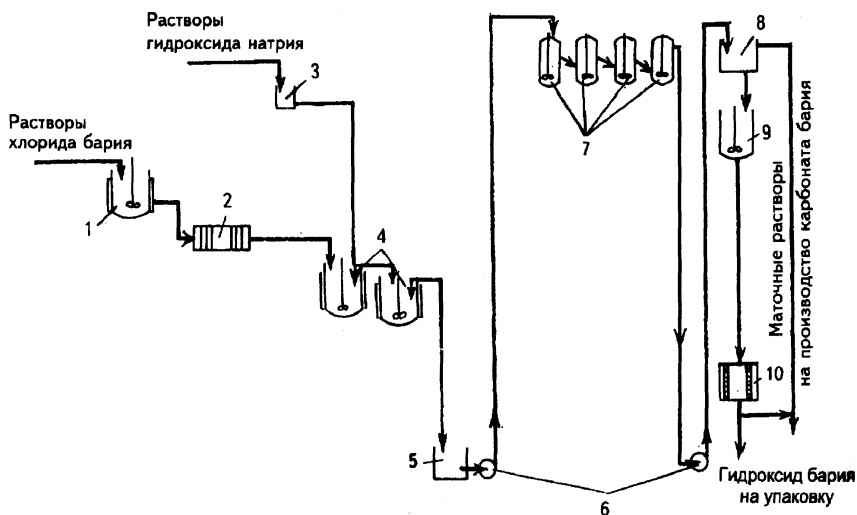 Растворы
гидроксида натрия
3
Растворы
хлорида бария
1
2
4
5
6
7
8
9
Маточные растворы
на производство карбоната бария
10
Гидроксид бария
на упаковку